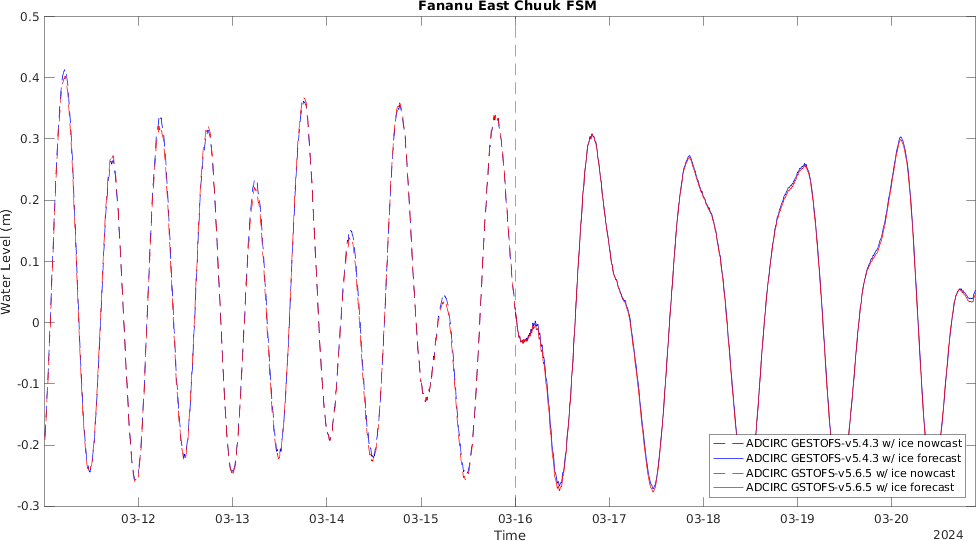 Fananu East Chuuk FSM
0.5
0.4
0.3
0.2
0.1
0
-0.1
-0.2
-0.3
Water Level (m)
ADCIRC GESTOFS-v5.4.3 w/ ice nowcast
ADCIRC GESTOFS-v5.4.3 w/ ice forecast
ADCIRC GSTOFS-v5.6.5 w/ ice nowcast
ADCIRC GSTOFS-v5.6.5 w/ ice forecast
03-12 03-13 03-14 03-15 03-16 03-17 03-18 03-19 03-20
Time
2024